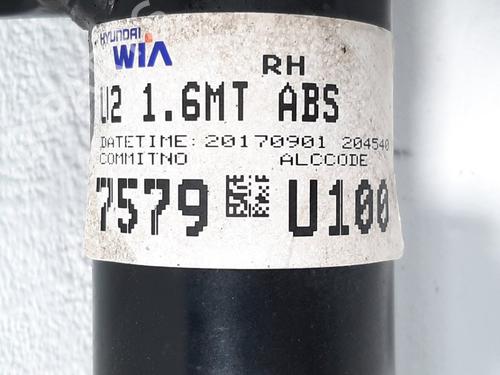 HYUNDAI
WIA
RH
U2 1.6MT ABS
DATETIME: 20170901 204540
COMMITNO ALCCODE
7579 U100